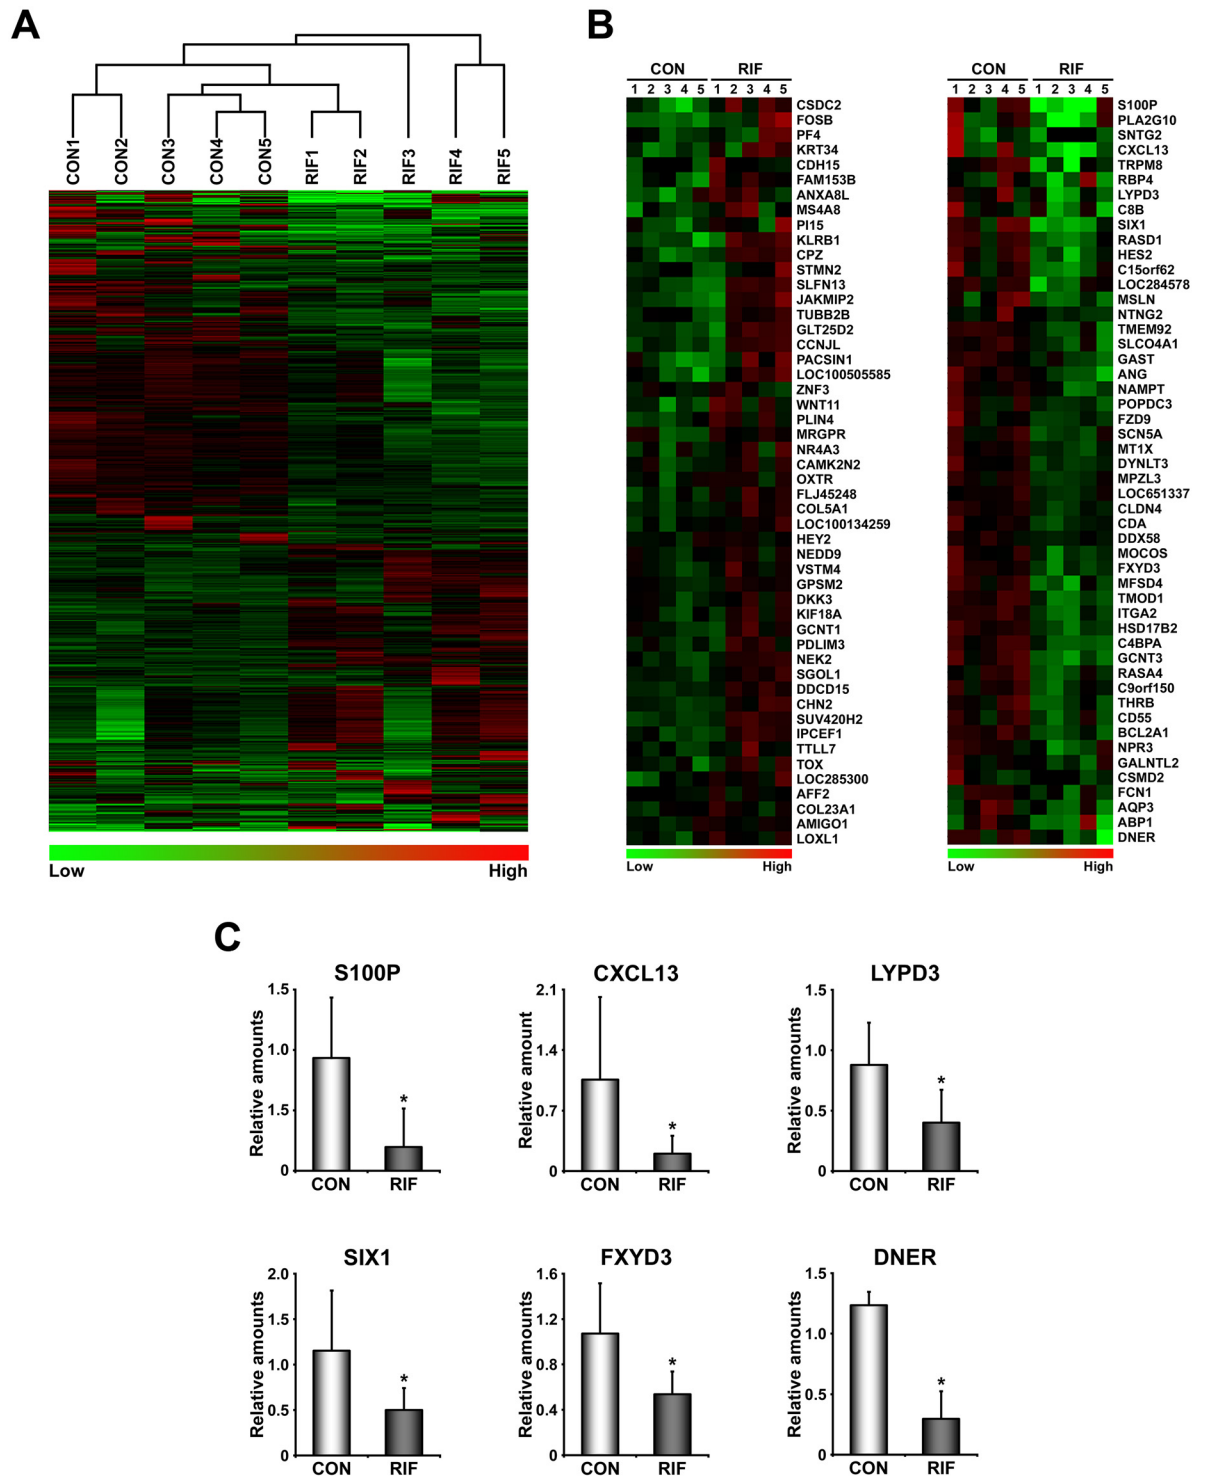 A
CON1 CON2 CON3 CON4 CON5 RIF1 RIF2 RIF3 RIF4 RIF5
Low High
B
CON RIF
1 2 3 4 5 1 2 3 4 5
CSDC2
FOSB
PF4
KRT34
CDH15
FAM153B
ANXA8L
MS4A8
PI15
KLRB1
CPZ
STMN2
SLFN13
JAKMIP2
TUBB2B
GLT25D2
CCNJL
PACSIN1
LOC100505585
ZNF3
WNT11
PLIN4
MRGPR
NR4A3
CAMK2N2
OXTR
FLJ45248
COL5A1
LOC100134259
HEY2
NEDD9
VSTM4
GPSM2
DKK3
KIF18A
GCNT1
PDLIM3
NEK2
SGOL1
DDCD15
CHN2
SUV420H2
IPCEF1
TTLL7
TOX
LOC285300
AFF2
COL23A1
AMIGO1
LOXL1
Low High
CON RIF
1 2 3 4 5 1 2 3 4 5
S100P
PLA2G10
SNTG2
CXCL13
TRPM8
RBP4
LYPD3
C8B
SIX1
RASD1
HES2
C15orf62
LOC284578
MSLN
NTNG2
TMEM92
SLCO4A1
GAST
ANG
NAMPT
POPDC3
FZD9
SCN5A
MT1X
DYNLT3
MPZL3
LOC651337
CLDN4
CDA
DDX58
MOCOS
FXYD3
MFSD4
TMOD1
ITGA2
HSD17B2
C4BPA
GCNT3
RASA4
C9orf150
THRB
CD55
BCL2A1
NPR3
GALNTL2
CSMD2
FCN1
AQP3
ABP1
DNER
Low High
C
S100P
Relative amounts
1.5
1.0
1.5
0
*
CON RIF
CXCL13
Relative amount
2.1
1.4
0.7
0
*
CON RIF
LYPD3
Relative amounts
1.5
1.0
0.5
0
*
CON RIF
SIX1
Relative amounts
2.0
1.5
1.0
0.5
0
*
CON RIF
FXYD3
Relative amounts
1.6
1.2
0.8
0.4
0
*
CON RIF
DNER
Relative amounts
1.5
1.0
0.5
0
*
CON RIF